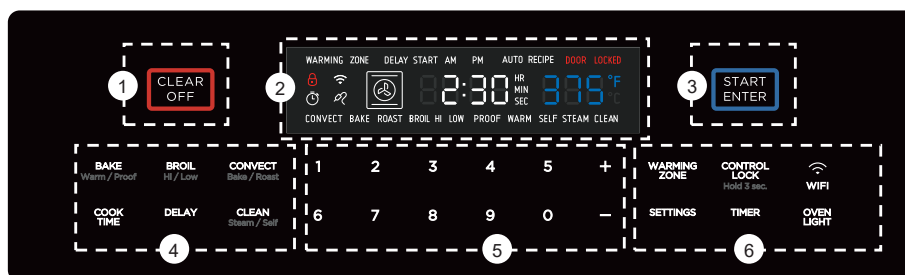 WARMING ZONE DELAY START AM PM AUTO RECIPE DOOR LOCKED
1 CLEAR OFF
2
2:30 HR MIN SEC 375 °F °C
3 START ENTER
CONVECT BAKE ROAST BROIL HI LOW PROOF WARM SELF STEAM CLEAN
BAKE BROIL CONVECT
Warm / Proof Hi / Low Bake / Roast
COOK TIME DELAY CLEAN
Steam / Self
4
1 2 3 4 5 +
6 7 8 9 0 −
5
WARMING ZONE CONTROL LOCK WIFI
Hold 3 sec.
SETTINGS TIMER OVEN LIGHT
6